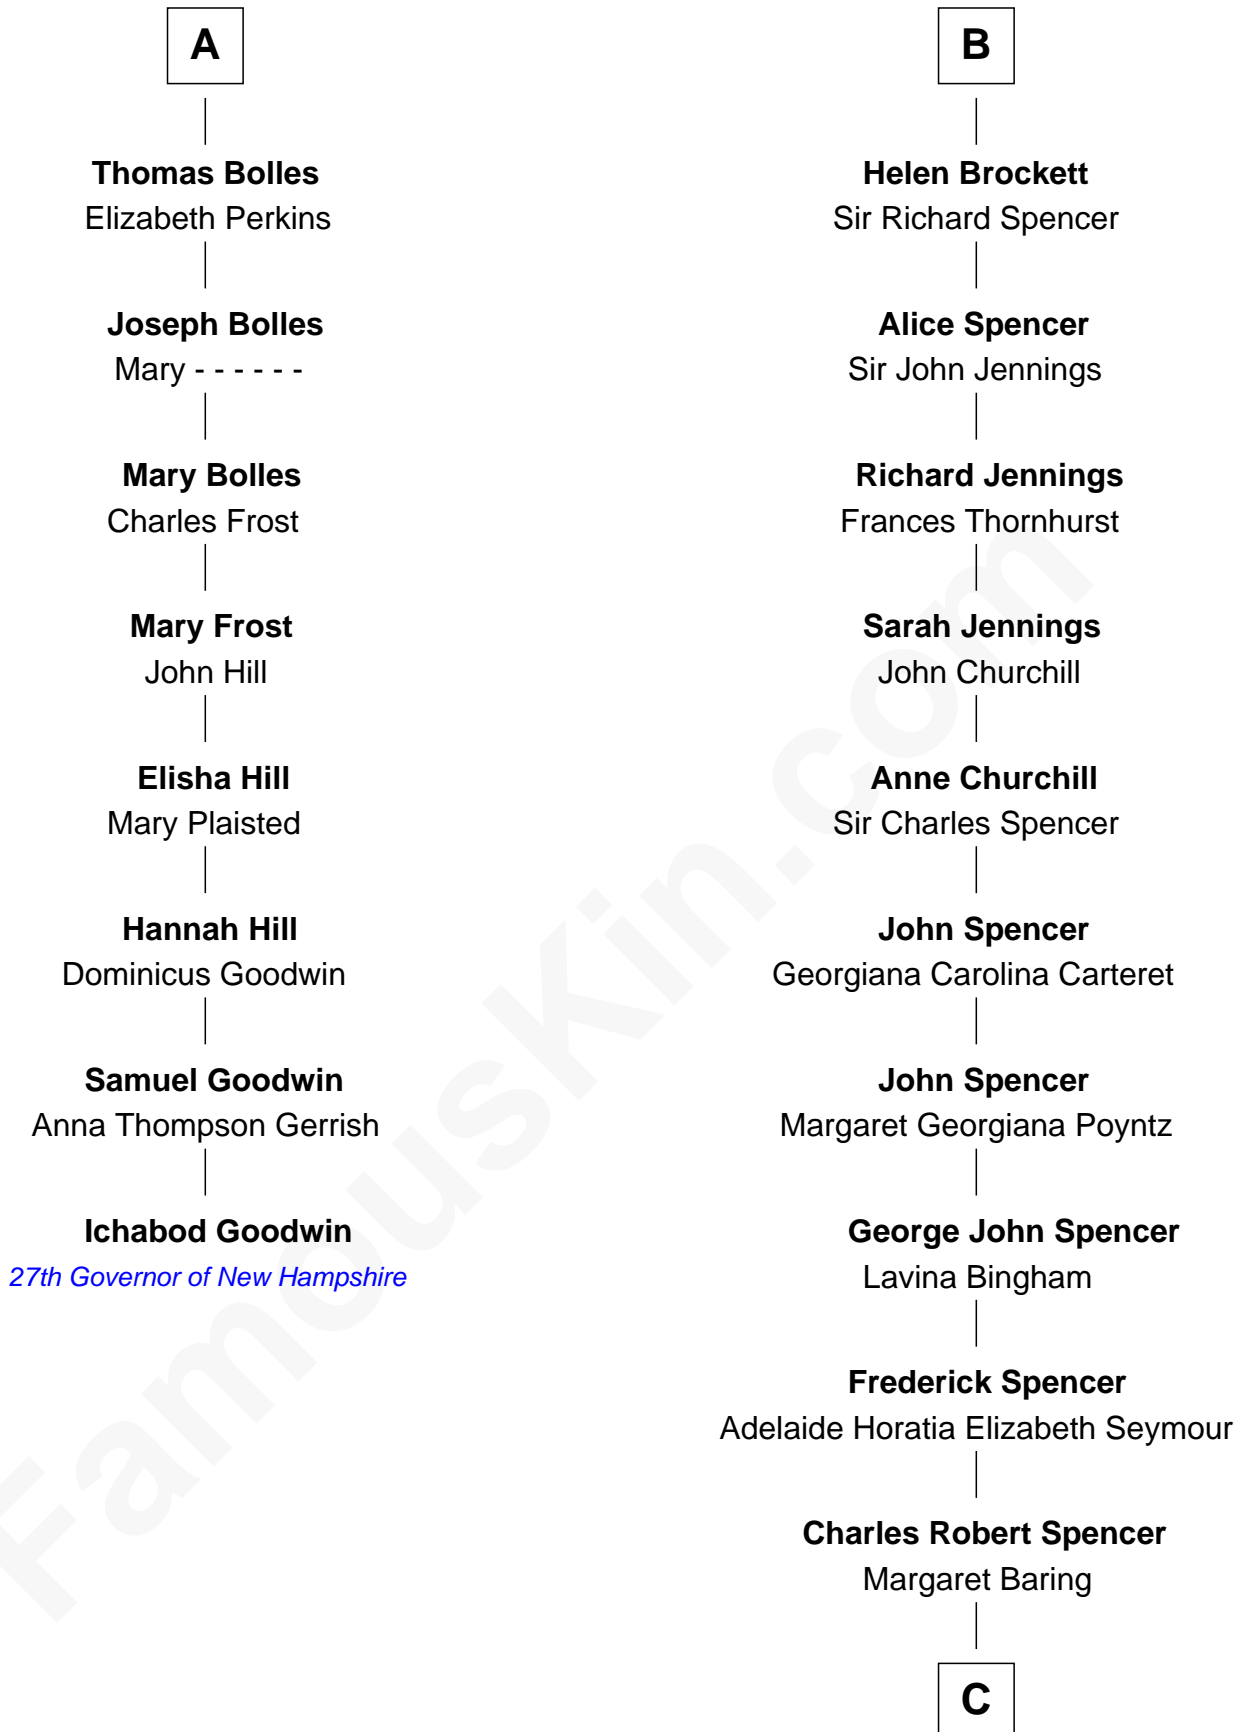 A
Thomas Bolles
Elizabeth Perkins
Joseph Bolles
Mary - - - - - -
Mary Bolles
Charles Frost
Mary Frost
John Hill
Elisha Hill
Mary Plaisted
Hannah Hill
Dominicus Goodwin
Samuel Goodwin
Anna Thompson Gerrish
Ichabod Goodwin
27th Governor of New Hampshire
B
Helen Brockett
Sir Richard Spencer
Alice Spencer
Sir John Jennings
Richard Jennings
Frances Thornhurst
Sarah Jennings
John Churchill
Anne Churchill
Sir Charles Spencer
John Spencer
Georgiana Carolina Carteret
John Spencer
Margaret Georgiana Poyntz
George John Spencer
Lavina Bingham
Frederick Spencer
Adelaide Horatia Elizabeth Seymour
Charles Robert Spencer
Margaret Baring
C
FamousKin.com